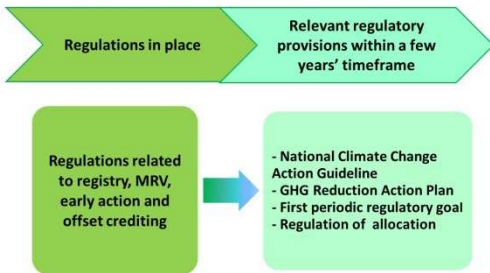 Regulations in place
Relevant regulatory
provisions within a few
years' timeframe
Regulations related
to registry, MRV,
early action and
offset crediting
- National Climate Change
Action Guideline
- GHG Reduction Action Plan
- First periodic regulatory goal
- Regulation of allocation